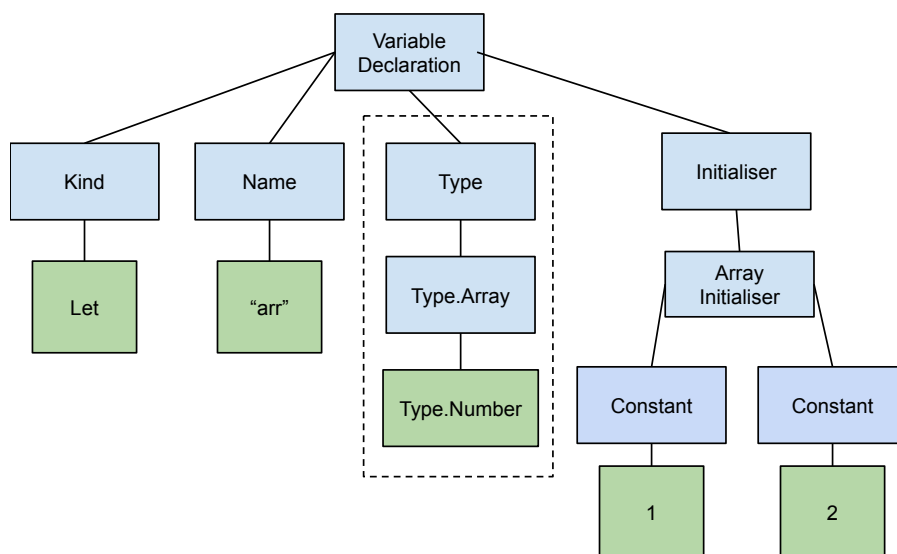 Variable
Declaration
Kind
Name
Type
Initialiser
Let
“arr”
Type.Array
Array
Initialiser
Type.Number
Constant
Constant
1
2